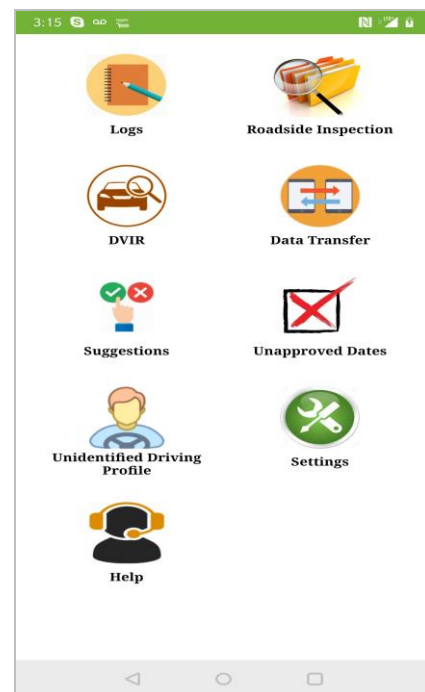 3:15
Logs
Roadside Inspection
DVIR
Data Transfer
Suggestions
Unapproved Dates
Unidentified Driving
Profile
Settings
Help